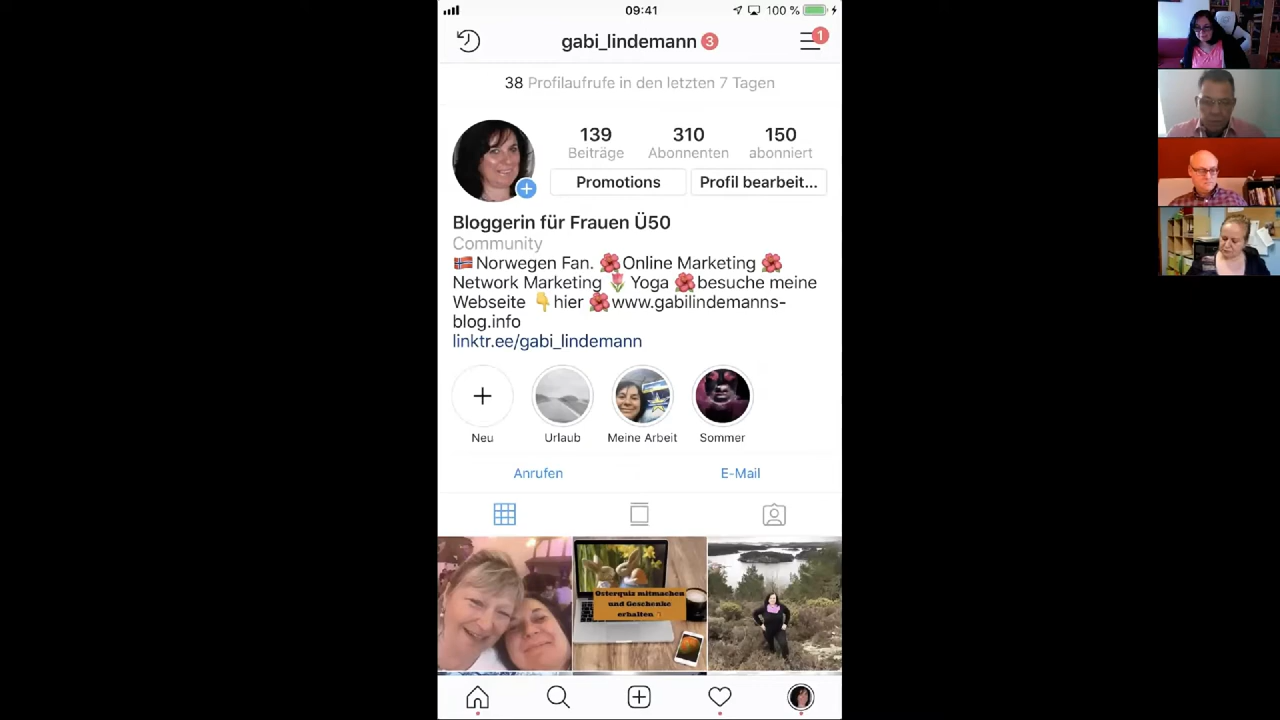 09:41
100 %
gabi_lindemann 3
1
38 Profilaufrufe in den letzten 7 Tagen
139 310 150
Beiträge Abonnenten abonniert
Promotions Profil bearbeit...
Bloggerin für Frauen Ü50
Community
🇳🇴Norwegen Fan. 🌺Online Marketing 🌺
Network Marketing 🌷Yoga 🌺besuche meine
Webseite 👇hier 🌺www.gabilindemanns-
blog.info
linktr.ee/gabi_lindemann
Neu Urlaub Meine Arbeit Sommer
Anrufen E-Mail
Osterquiz mitmachen
und Geschenke
erhalten